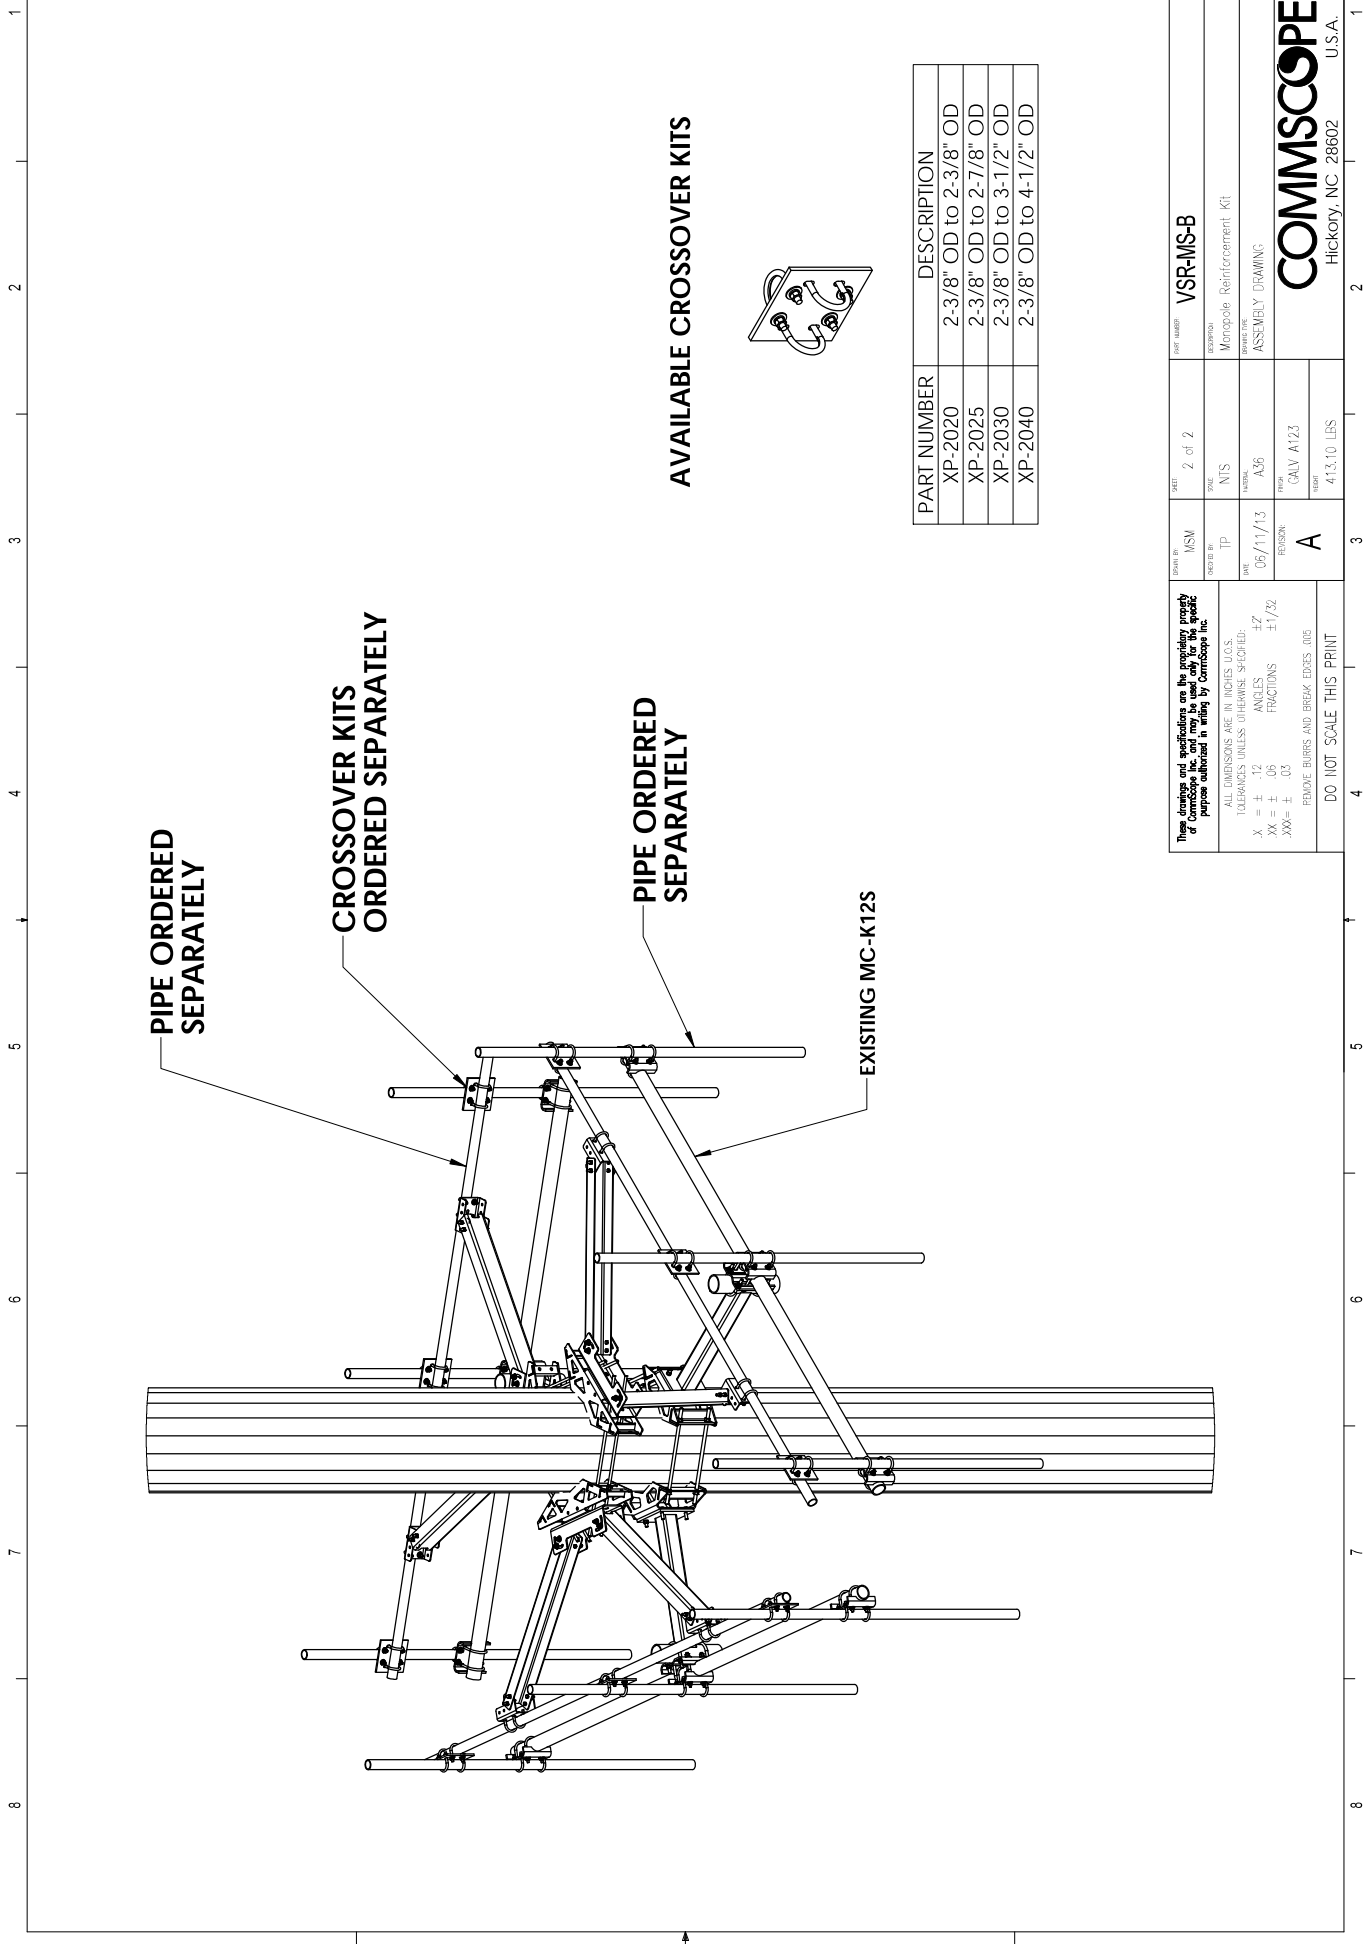 8
7
6
5
4
3
2
1
PIPE ORDERED
SEPARATELY
CROSSOVER KITS
ORDERED SEPARATELY
PIPE ORDERED
SEPARATELY
EXISTING MC-K12S
AVAILABLE CROSSOVER KITS
PART NUMBER DESCRIPTION
XP-2020 2-3/8" OD to 2-3/8" OD
XP-2025 2-3/8" OD to 2-7/8" OD
XP-2030 2-3/8" OD to 3-1/2" OD
XP-2040 2-3/8" OD to 4-1/2" OD
These drawings and specifications are the proprietary property
of CommScope Inc. and may be used only for the specific
purpose authorized in writing by CommScope Inc.
ALL DIMENSIONS ARE IN INCHES U.O.S.
TOLERANCES UNLESS OTHERWISE SPECIFIED:
.X = ± .12 ANGLES ±2°
.XX = ± .06 FRACTIONS ±1/32
.XXX= ± .03
REMOVE BURRS AND BREAK EDGES .005
DO NOT SCALE THIS PRINT
DRAWN BY:
MSM
CHECKED BY:
TP
DATE
06/11/13
REVISION:
A
SHEET
2 of 2
SCALE
NTS
MATERIAL
A36
FINISH
GALV A123
WEIGHT
413.10 LBS
PART NUMBER
VSR-MS-B
DESCRIPTION
Monopole Reinforcement Kit
DRAWING TYPE
ASSEMBLY DRAWING
COMMSCOPE
Hickory, NC 28602 U.S.A.
8
7
6
5
4
3
2
1